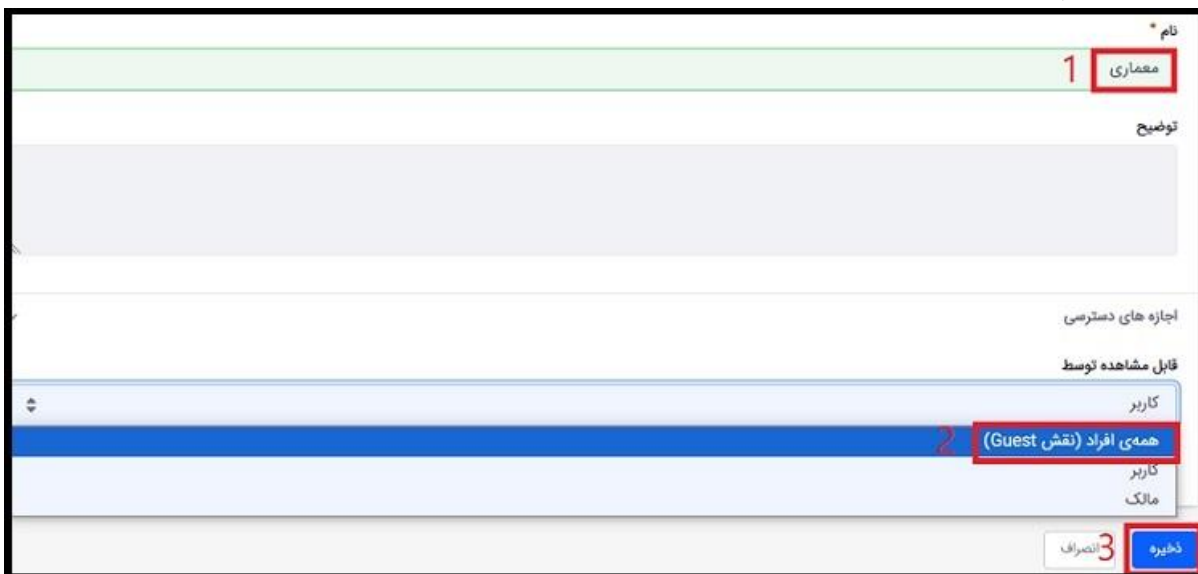 نام *
معماری 1
توضیح
اجازه های دسترسی
قابل مشاهده توسط
کاربر
همه‌ی افراد (نقش Guest) 2
کاربر
مالک
ذخیره 3 انصراف